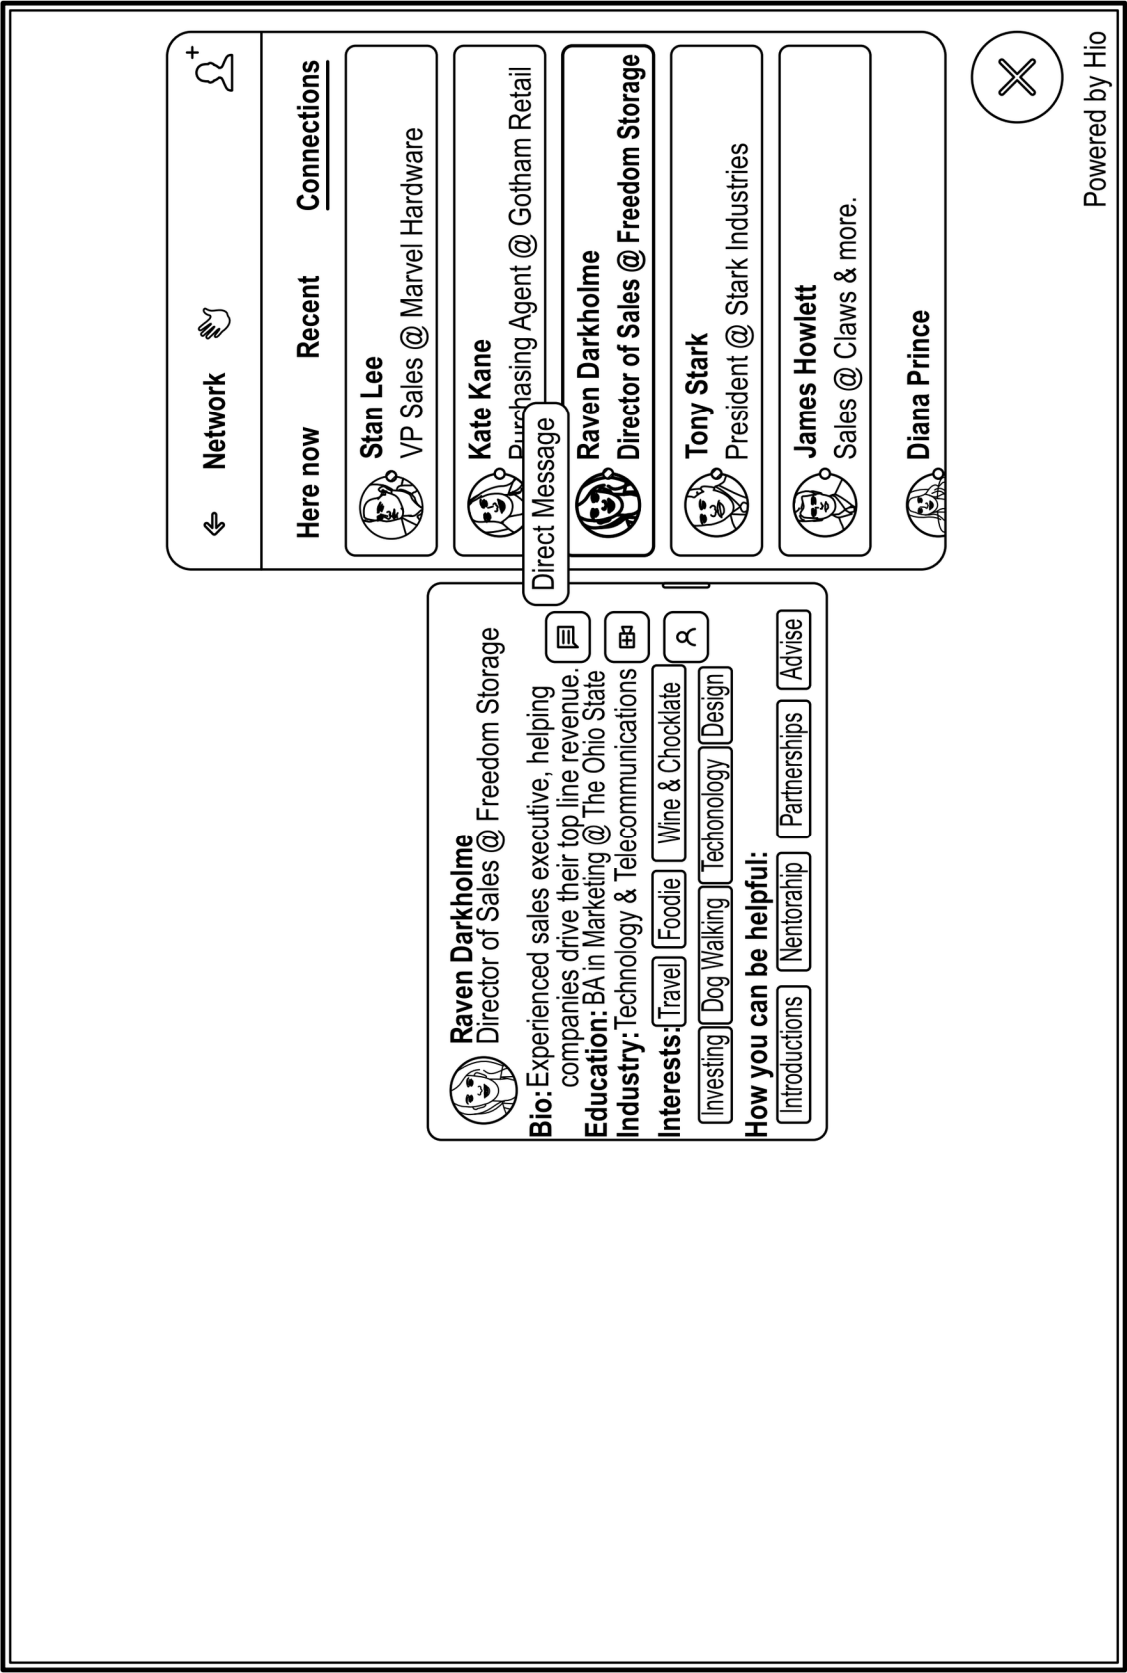 Network
Here now Recent Connections
Stan Lee
VP Sales @ Marvel Hardware
Kate Kane
Purchasing Agent @ Gotham Retail
Direct Message
Raven Darkholme
Director of Sales @ Freedom Storage
Tony Stark
President @ Stark Industries
James Howlett
Sales @ Claws & more.
Diana Prince
Raven Darkholme
Director of Sales @ Freedom Storage
Bio: Experienced sales executive, helping
companies drive their top line revenue.
Education: BA in Marketing @ The Ohio State
Industry: Technology & Telecommunications
Interests: Travel Foodie Wine & Chocklate
Investing Dog Walking Techonology Design
How you can be helpful:
Introductions Nentorahip Partnerships Advise
Powered by Hio